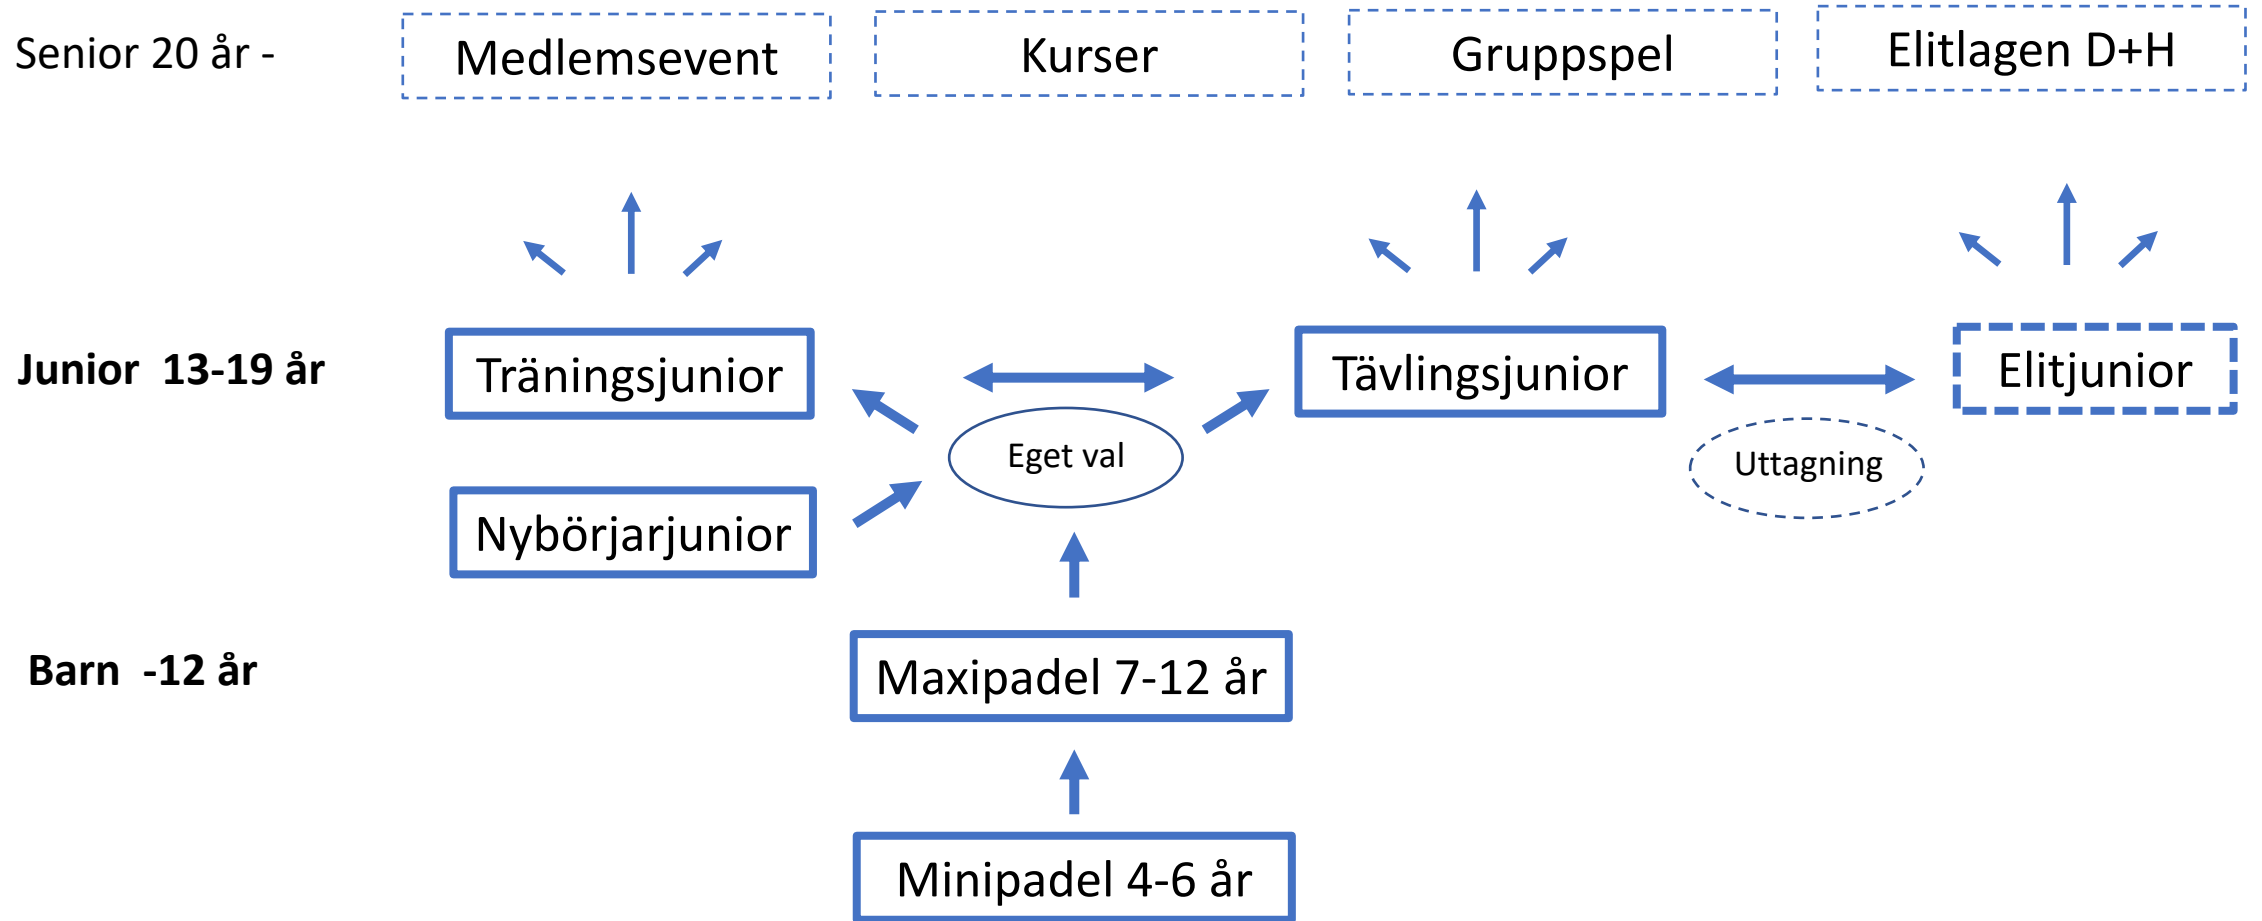 Senior 20 år -
Medlemsevent
Kurser
Gruppspel
Elitlagen D+H
Junior  13-19 år
Träningsjunior
Tävlingsjunior
Elitjunior
Eget val
Uttagning
Nybörjarjunior
Barn  -12 år
Maxipadel 7-12 år
Minipadel 4-6 år